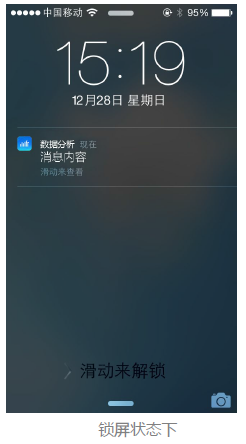 中国移动 95%
15:19
12月28日 星期日
数据分析 现在
消息内容
滑动来查看
滑动来解锁
锁屏状态下